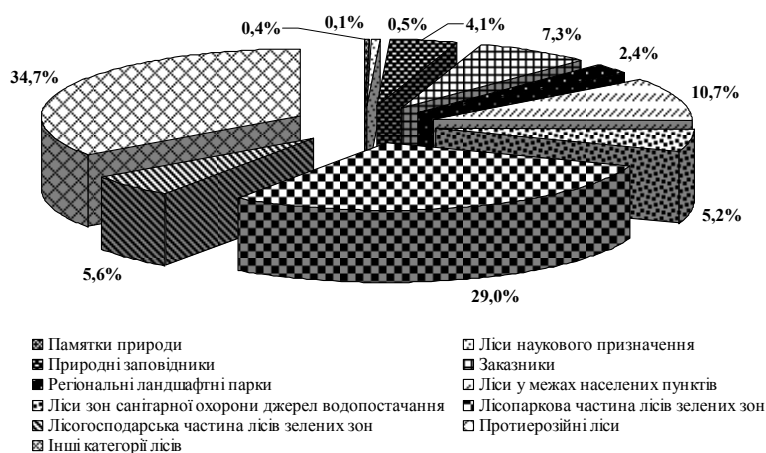 0,4%
0,1%
0,5%
4,1%
7,3%
2,4%
34,7%
10,7%
5,2%
5,6%
29,0%
Памятки природи
Ліси наукового призначення
Природні заповідники
Заказники
Регіональні ландшафтні парки
Ліси у межах населених пунктів
Ліси зон санітарної охорони джерел водопостачання
Лісопаркова частина лісів зелених зон
Лісогосподарська частина лісів зелених зон
Протиерозійні ліси
Інші категорії лісів